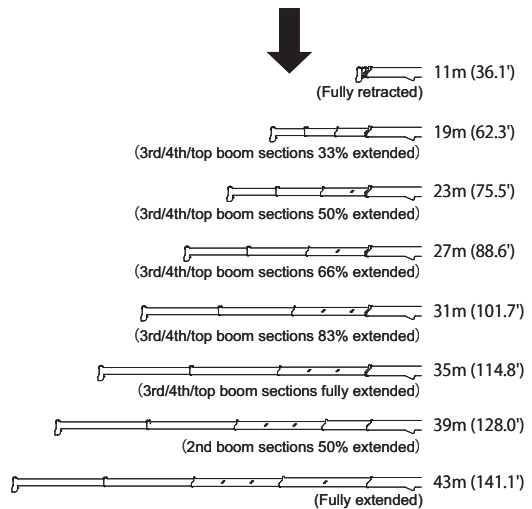 11m (36.1')
(Fully retracted)
19m (62.3')
(3rd/4th/top boom sections 33% extended)
23m (75.5')
(3rd/4th/top boom sections 50% extended)
27m (88.6')
(3rd/4th/top boom sections 66% extended)
31m (101.7')
(3rd/4th/top boom sections 83% extended)
35m (114.8')
(3rd/4th/top boom sections fully extended)
39m (128.0')
(2nd boom sections 50% extended)
43m (141.1')
(Fully extended)